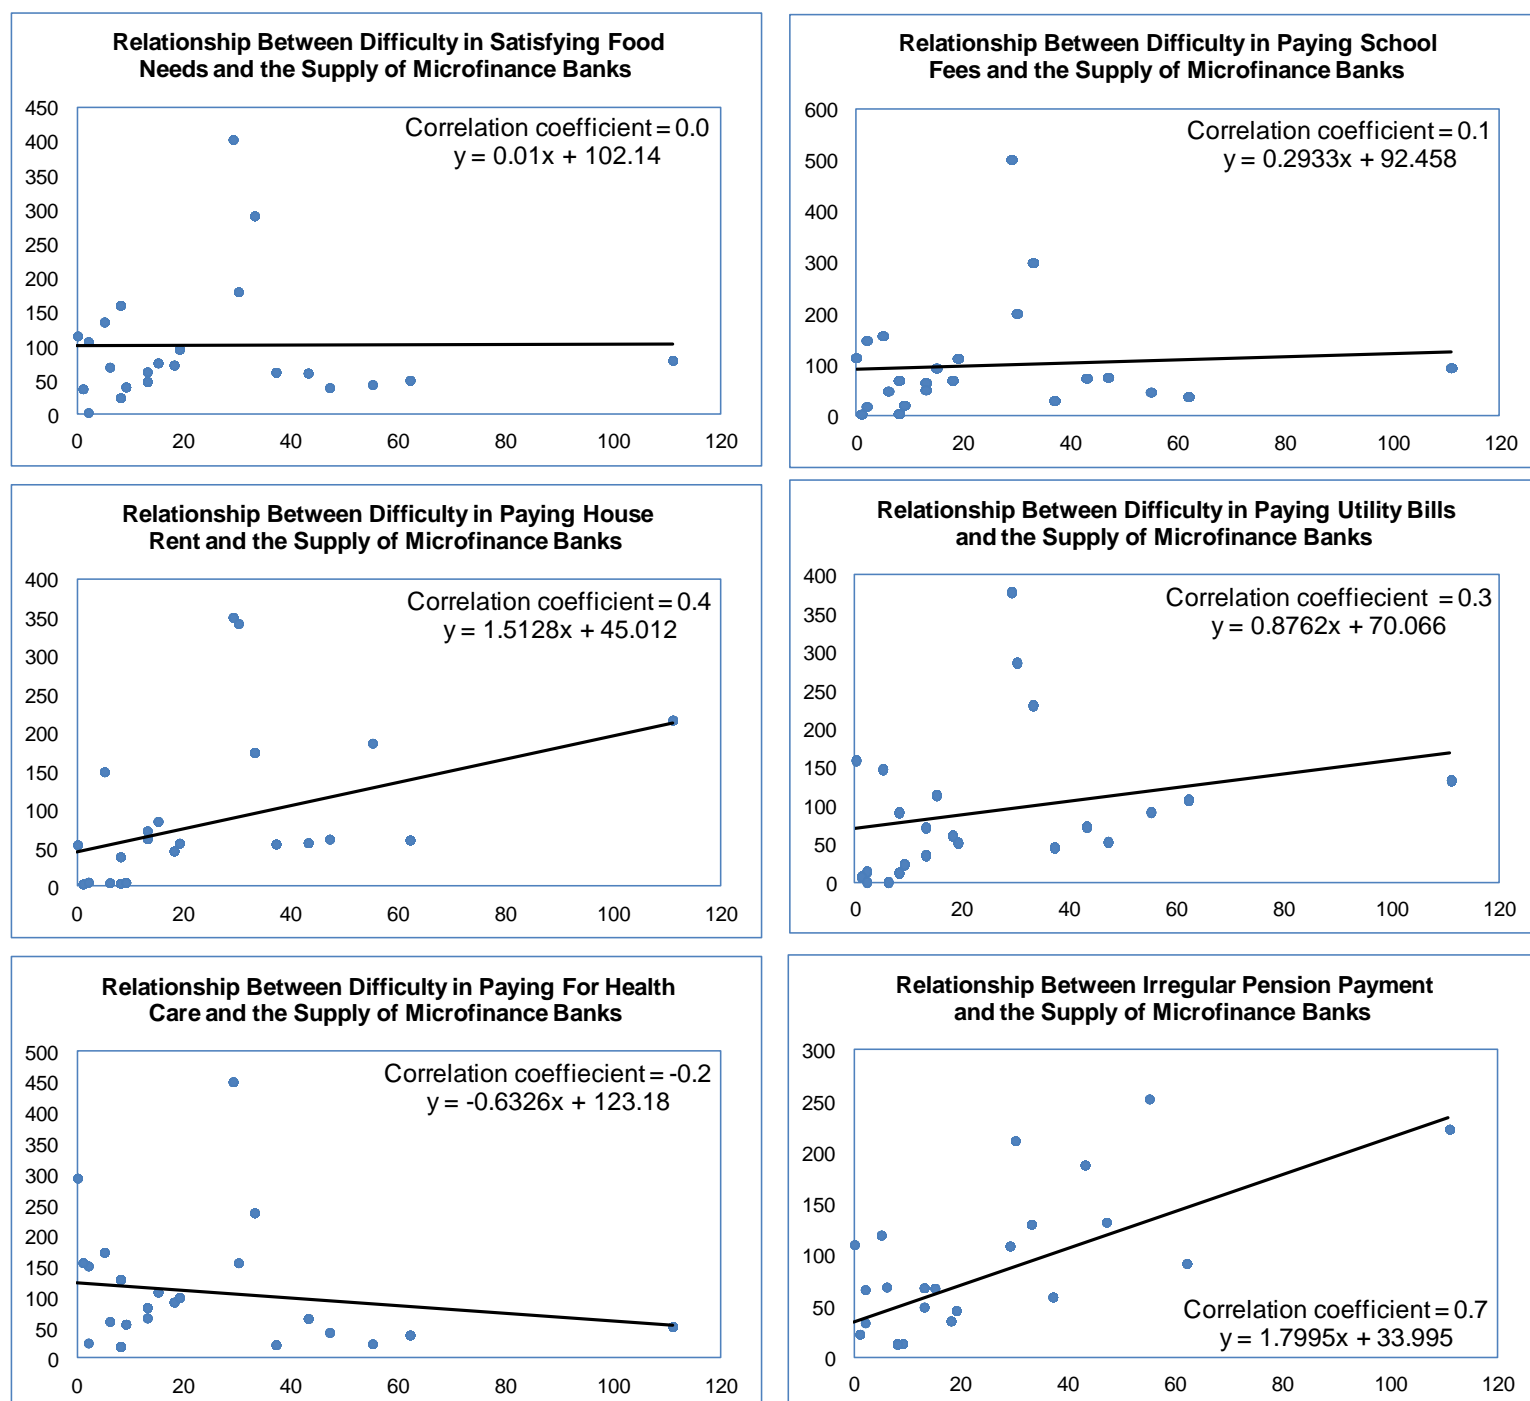 Relationship Between Difficulty in Satisfying Food
Needs and the Supply of Microfinance Banks
450
400
350
300
250
200
150
100
50
0
Correlation coefficient = 0.0
y = 0.01x + 102.14
0 20 40 60 80 100 120
Relationship Between Difficulty in Paying School
Fees and the Supply of Microfinance Banks
600
500
400
300
200
100
0
Correlation coefficient = 0.1
y = 0.2933x + 92.458
0 20 40 60 80 100 120
Relationship Between Difficulty in Paying House
Rent and the Supply of Microfinance Banks
400
350
300
250
200
150
100
50
0
Correlation coefficient = 0.4
y = 1.5128x + 45.012
0 20 40 60 80 100 120
Relationship Between Difficulty in Paying Utility Bills
and the Supply of Microfinance Banks
400
350
300
250
200
150
100
50
0
Correlation coeffiecient = 0.3
y = 0.8762x + 70.066
0 20 40 60 80 100 120
Relationship Between Difficulty in Paying For Health
Care and the Supply of Microfinance Banks
500
450
400
350
300
250
200
150
100
50
0
Correlation coeffiecient = -0.2
y = -0.6326x + 123.18
0 20 40 60 80 100 120
Relationship Between Irregular Pension Payment
and the Supply of Microfinance Banks
300
250
200
150
100
50
0
Correlation coefficient = 0.7
y = 1.7995x + 33.995
0 20 40 60 80 100 120